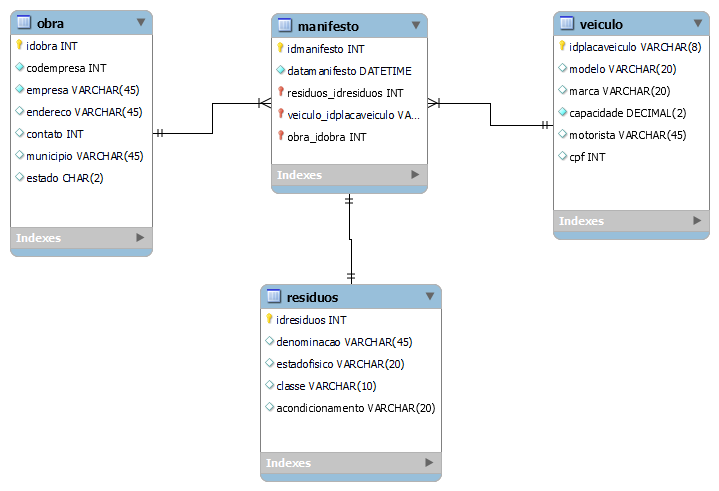 obra
idobra INT
codempresa INT
empresa VARCHAR(45)
endereco VARCHAR(45)
contato INT
municipio VARCHAR(45)
estado CHAR(2)
Indexes
manifesto
idmanifesto INT
datamanifesto DATETIME
residuos_idresiduos INT
veiculo_idplacaveiculo VA...
obra_idobra INT
Indexes
veiculo
idplacaveiculo VARCHAR(8)
modelo VARCHAR(20)
marca VARCHAR(20)
capacidade DECIMAL(2)
motorista VARCHAR(45)
cpf INT
Indexes
residuos
idresiduos INT
denominacao VARCHAR(45)
estadofisico VARCHAR(20)
classe VARCHAR(10)
acondicionamento VARCHAR(20)
Indexes